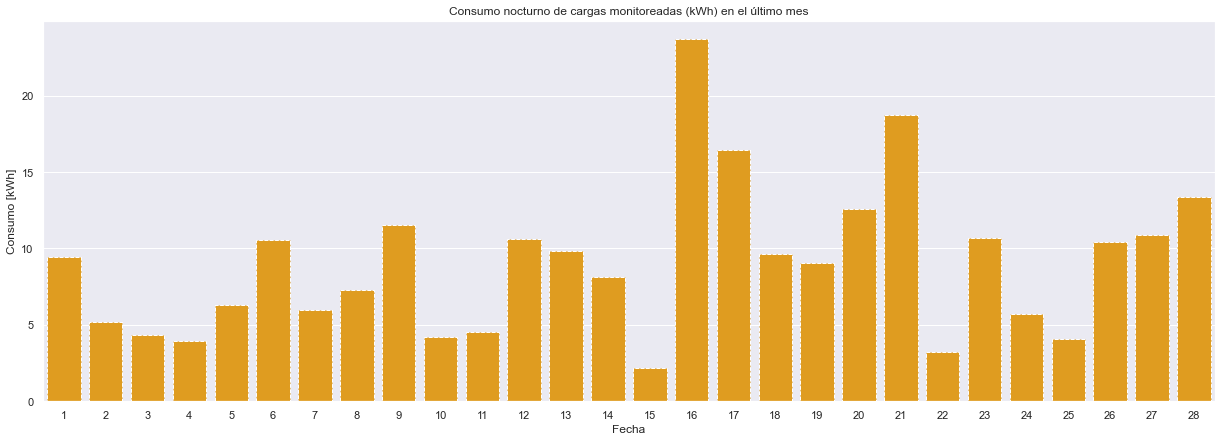 Consumo nocturno de cargas monitoreadas (kWh) en el último mes
Consumo [kWh]
20
15
10
5
0
1 2 3 4 5 6 7 8 9 10 11 12 13 14 15 16 17 18 19 20 21 22 23 24 25 26 27 28
Fecha